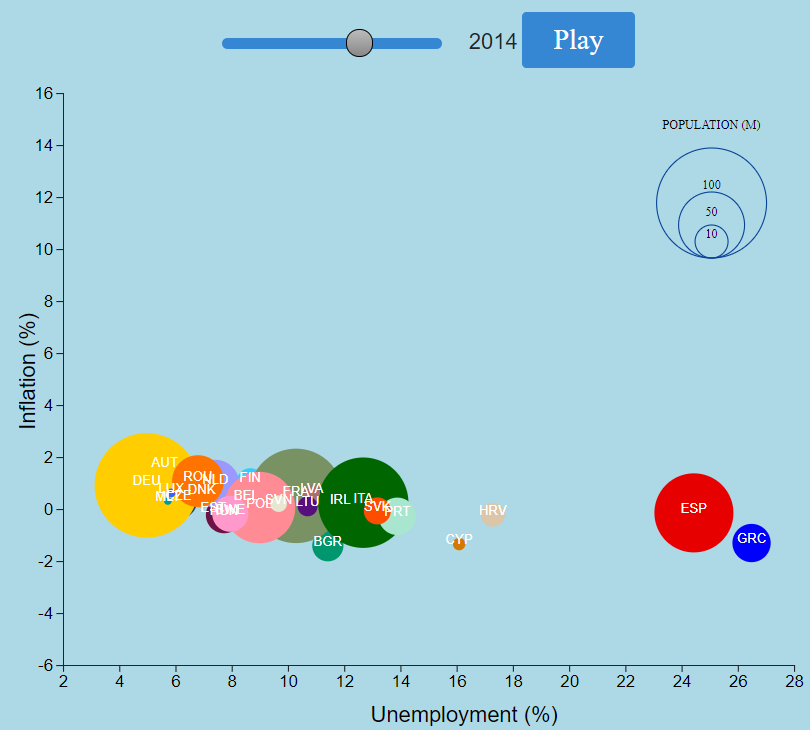 2014
Play
16
14
12
10
8
6
4
2
0
-2
-4
-6
Inflation (%)
POPULATION (M)
100
50
10
AUT
DEU
ROU
NLD
FIN
LUX
DNK
BEL
FRA
LVA
SVN
IRL
ITA
LTU
POL
SVK
PRT
HRV
ESP
BGR
CYP
GRC
2
4
6
8
10
12
14
16
18
20
22
24
26
28
Unemployment (%)